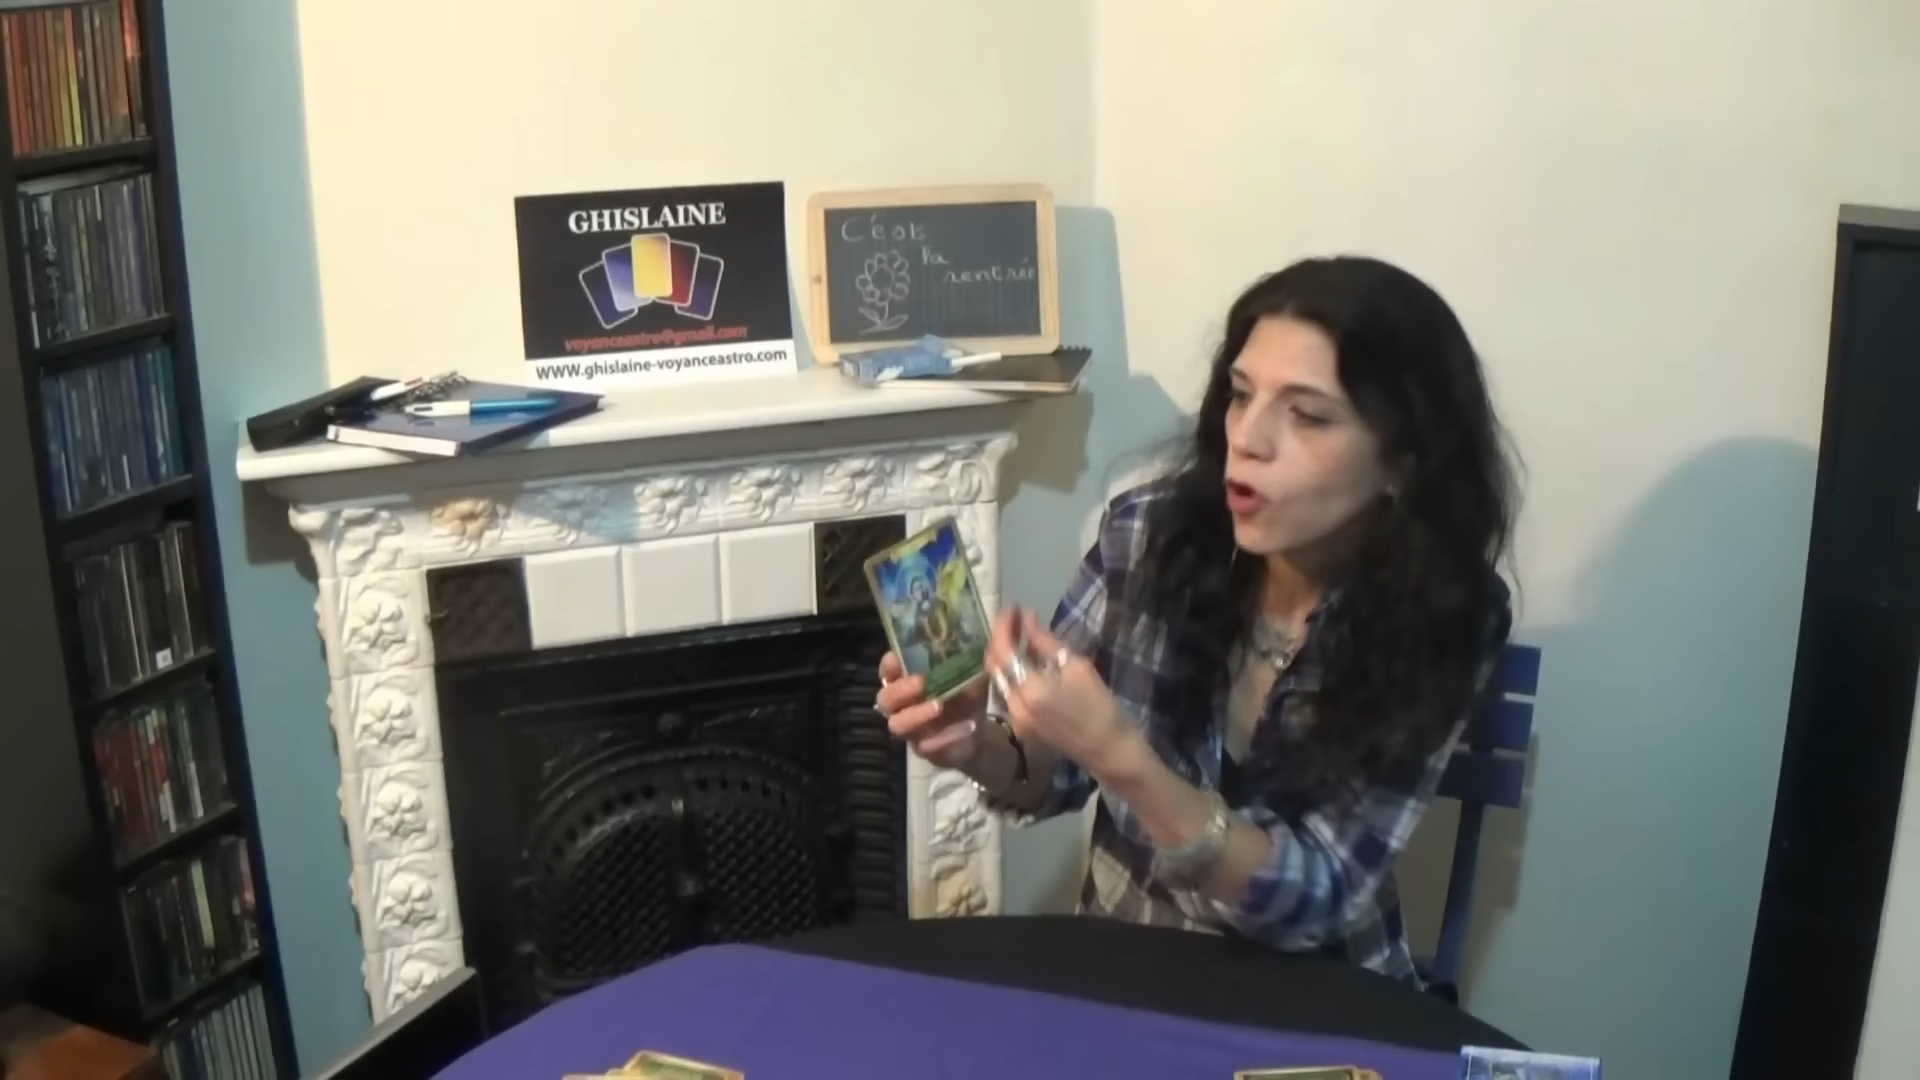 GHISLAINE
voyanceastro@gmail.com
WWW.ghislaine-voyanceastro.com
C'est
la
rentrée